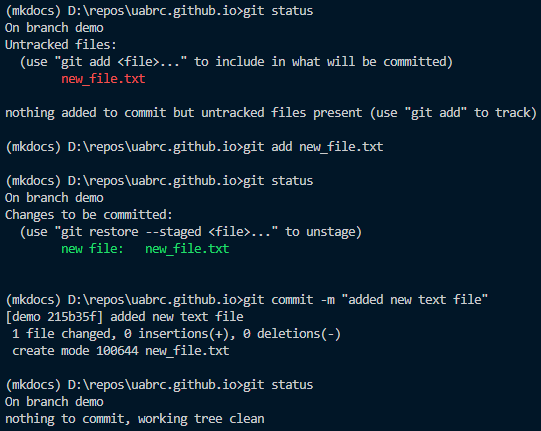 (mkdocs) D:\repos\uabrc.github.io>git status
On branch demo
Untracked files:
  (use "git add <file>..." to include in what will be committed)
        new_file.txt

nothing added to commit but untracked files present (use "git add" to track)

(mkdocs) D:\repos\uabrc.github.io>git add new_file.txt

(mkdocs) D:\repos\uabrc.github.io>git status
On branch demo
Changes to be committed:
  (use "git restore --staged <file>..." to unstage)
        new file:   new_file.txt


(mkdocs) D:\repos\uabrc.github.io>git commit -m "added new text file"
[demo 215b35f] added new text file
 1 file changed, 0 insertions(+), 0 deletions(-)
 create mode 100644 new_file.txt

(mkdocs) D:\repos\uabrc.github.io>git status
On branch demo
nothing to commit, working tree clean